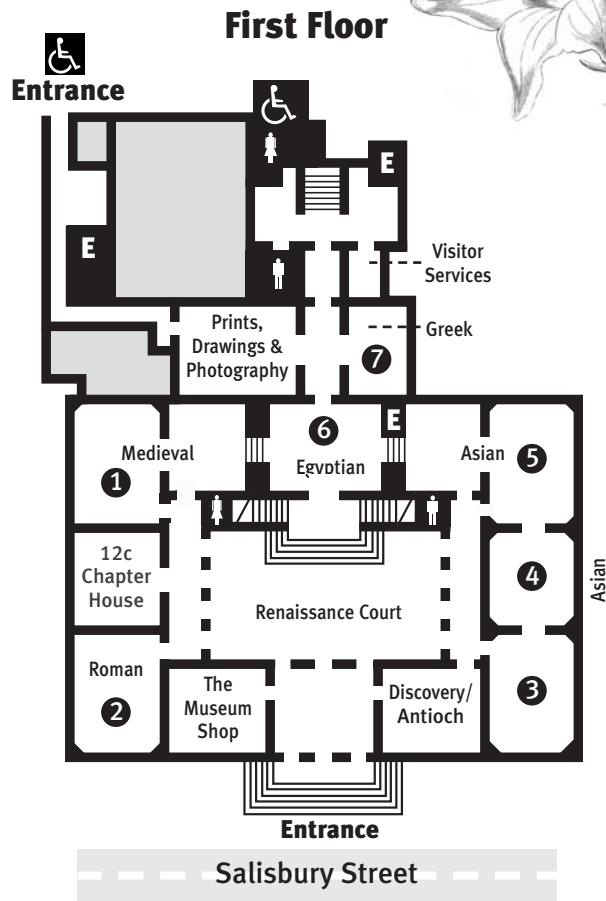 First Floor
Entrance
E
E
Visitor
Services
Prints,
Drawings &
Photography
Greek
7
6
E
Medieval
Egyptian
Asian
5
1
12c
Chapter
House
4
Asian
Renaissance Court
Roman
The
Museum
Shop
Discovery/
Antioch
3
2
Entrance
Salisbury Street